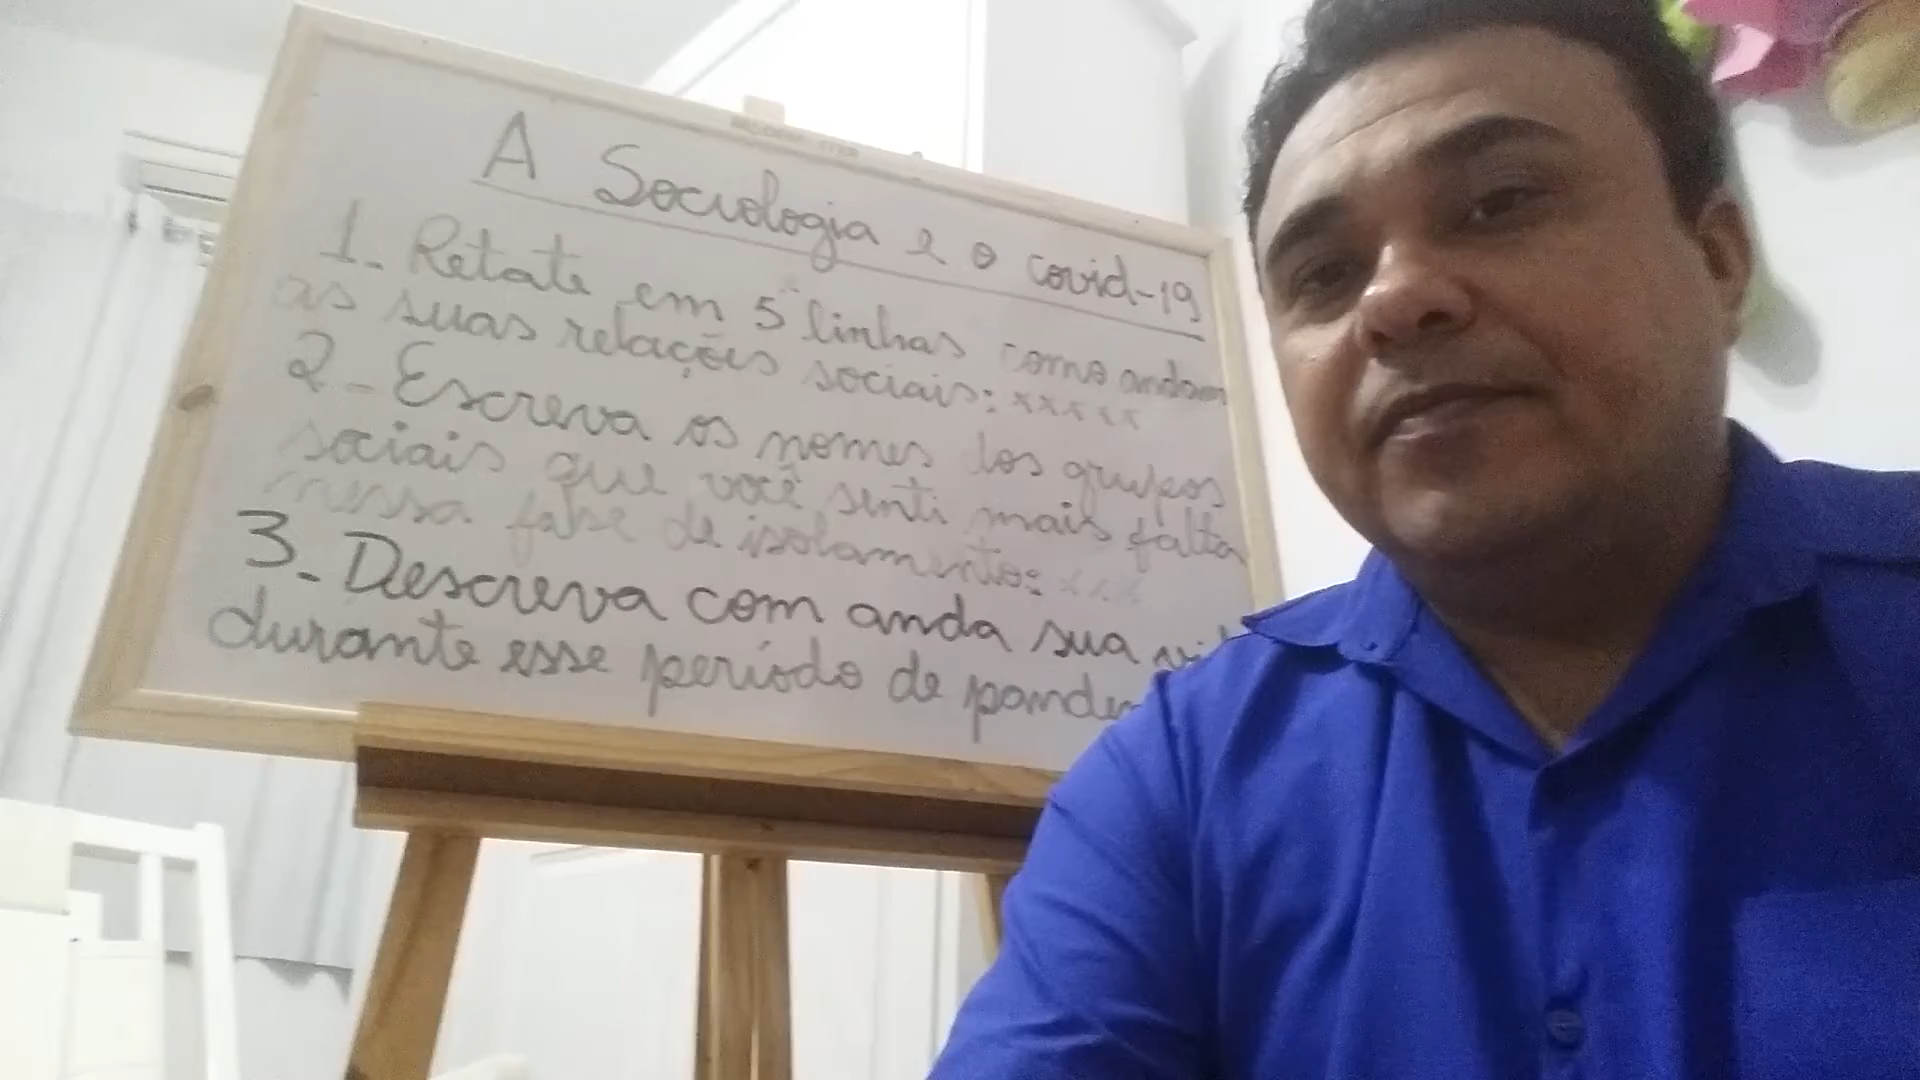 A Sociologia e o covid-19
1. Retate em 5 linhas como andam
as suas relações sociais: xxxxx
2 - Escreva os nomes dos grupos
sociais que você senti mais falta
nessa fase de isolamento: xxx
3 - Descreva com anda sua
durante esse período de